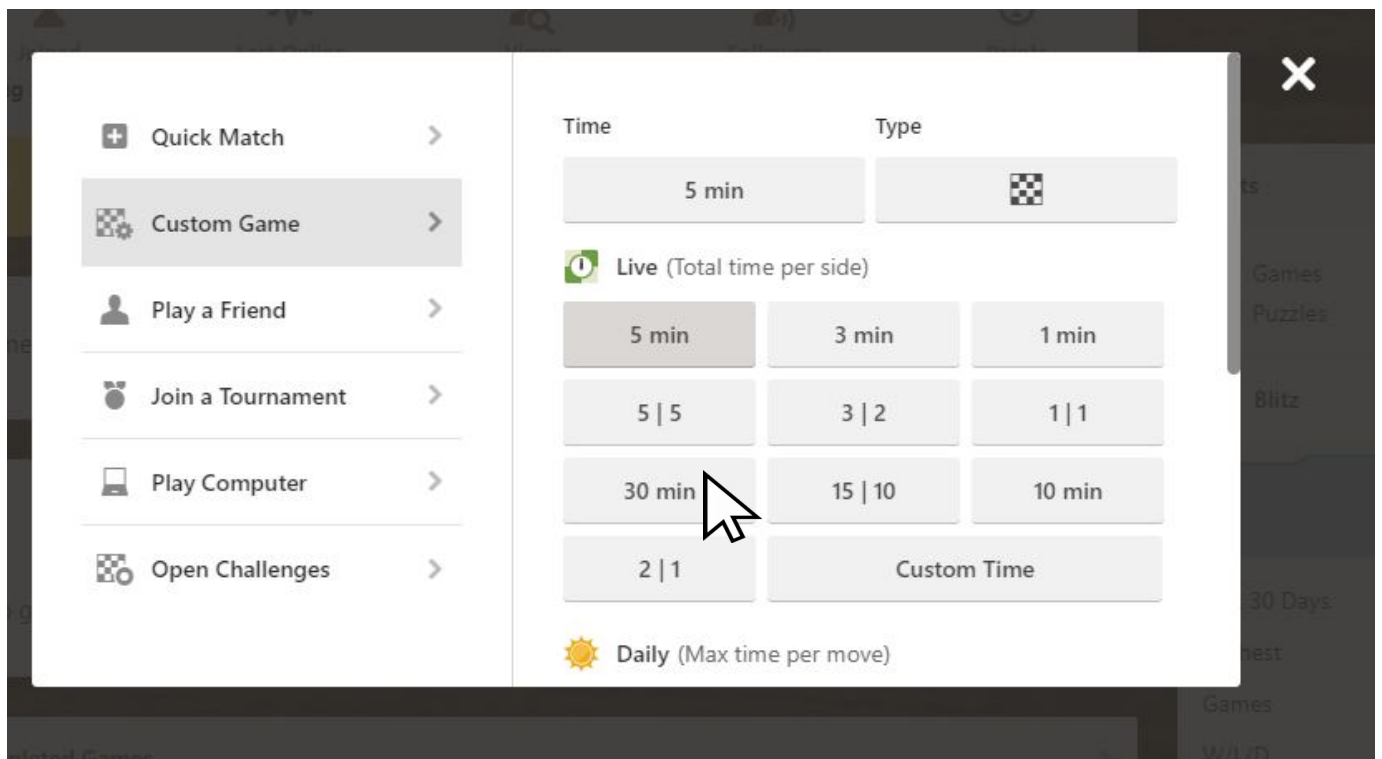 Quick Match
Custom Game
Play a Friend
Join a Tournament
Play Computer
Open Challenges
Time Type
5 min
Live (Total time per side)
5 min 3 min 1 min
5 | 5 3 | 2 1 | 1
30 min 15 | 10 10 min
2 | 1 Custom Time
Daily (Max time per move)
Games
Puzzles
Blitz
30 Days
Games
W/L/D